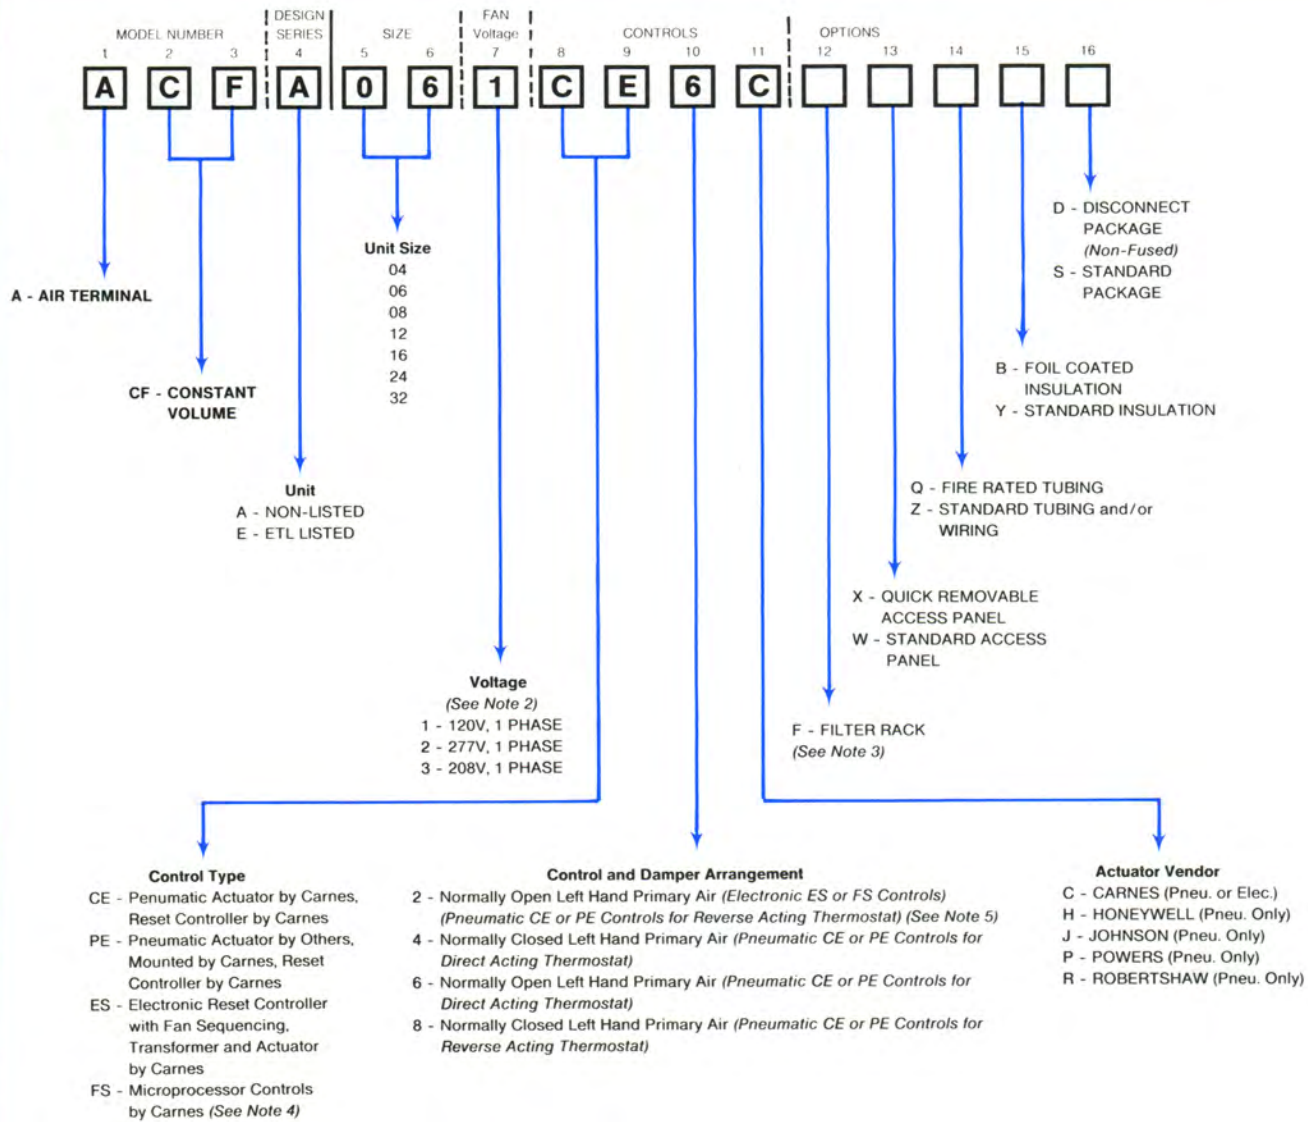 MODEL NUMBER
DESIGN
SERIES
SIZE
FAN
Voltage
CONTROLS
OPTIONS
1 2 3 4 5 6 7 8 9 10 11 12 13 14 15 16
A C F A 0 6 1 C E 6 C
D - DISCONNECT
PACKAGE
(Non-Fused)
S - STANDARD
PACKAGE
Unit Size
04
06
08
12
16
24
32
A - AIR TERMINAL
CF - CONSTANT
VOLUME
B - FOIL COATED
INSULATION
Y - STANDARD INSULATION
Unit
A - NON-LISTED
E - ETL LISTED
Q - FIRE RATED TUBING
Z - STANDARD TUBING and/or
WIRING
X - QUICK REMOVABLE
ACCESS PANEL
W - STANDARD ACCESS
PANEL
Voltage
(See Note 2)
1 - 120V, 1 PHASE
2 - 277V, 1 PHASE
3 - 208V, 1 PHASE
F - FILTER RACK
(See Note 3)
Control Type
CE - Penumatic Actuator by Carnes,
Reset Controller by Carnes
PE - Pneumatic Actuator by Others,
Mounted by Carnes, Reset
Controller by Carnes
ES - Electronic Reset Controller
with Fan Sequencing,
Transformer and Actuator
by Carnes
FS - Microprocessor Controls
by Carnes (See Note 4)
Control and Damper Arrangement
2 - Normally Open Left Hand Primary Air (Electronic ES or FS Controls)
(Pneumatic CE or PE Controls for Reverse Acting Thermostat) (See Note 5)
4 - Normally Closed Left Hand Primary Air (Pneumatic CE or PE Controls for
Direct Acting Thermostat)
6 - Normally Open Left Hand Primary Air (Pneumatic CE or PE Controls for
Direct Acting Thermostat)
8 - Normally Closed Left Hand Primary Air (Pneumatic CE or PE Controls for
Reverse Acting Thermostat)
Actuator Vendor
C - CARNES (Pneu. or Elec.)
H - HONEYWELL (Pneu. Only)
J - JOHNSON (Pneu. Only)
P - POWERS (Pneu. Only)
R - ROBERTSHAW (Pneu. Only)